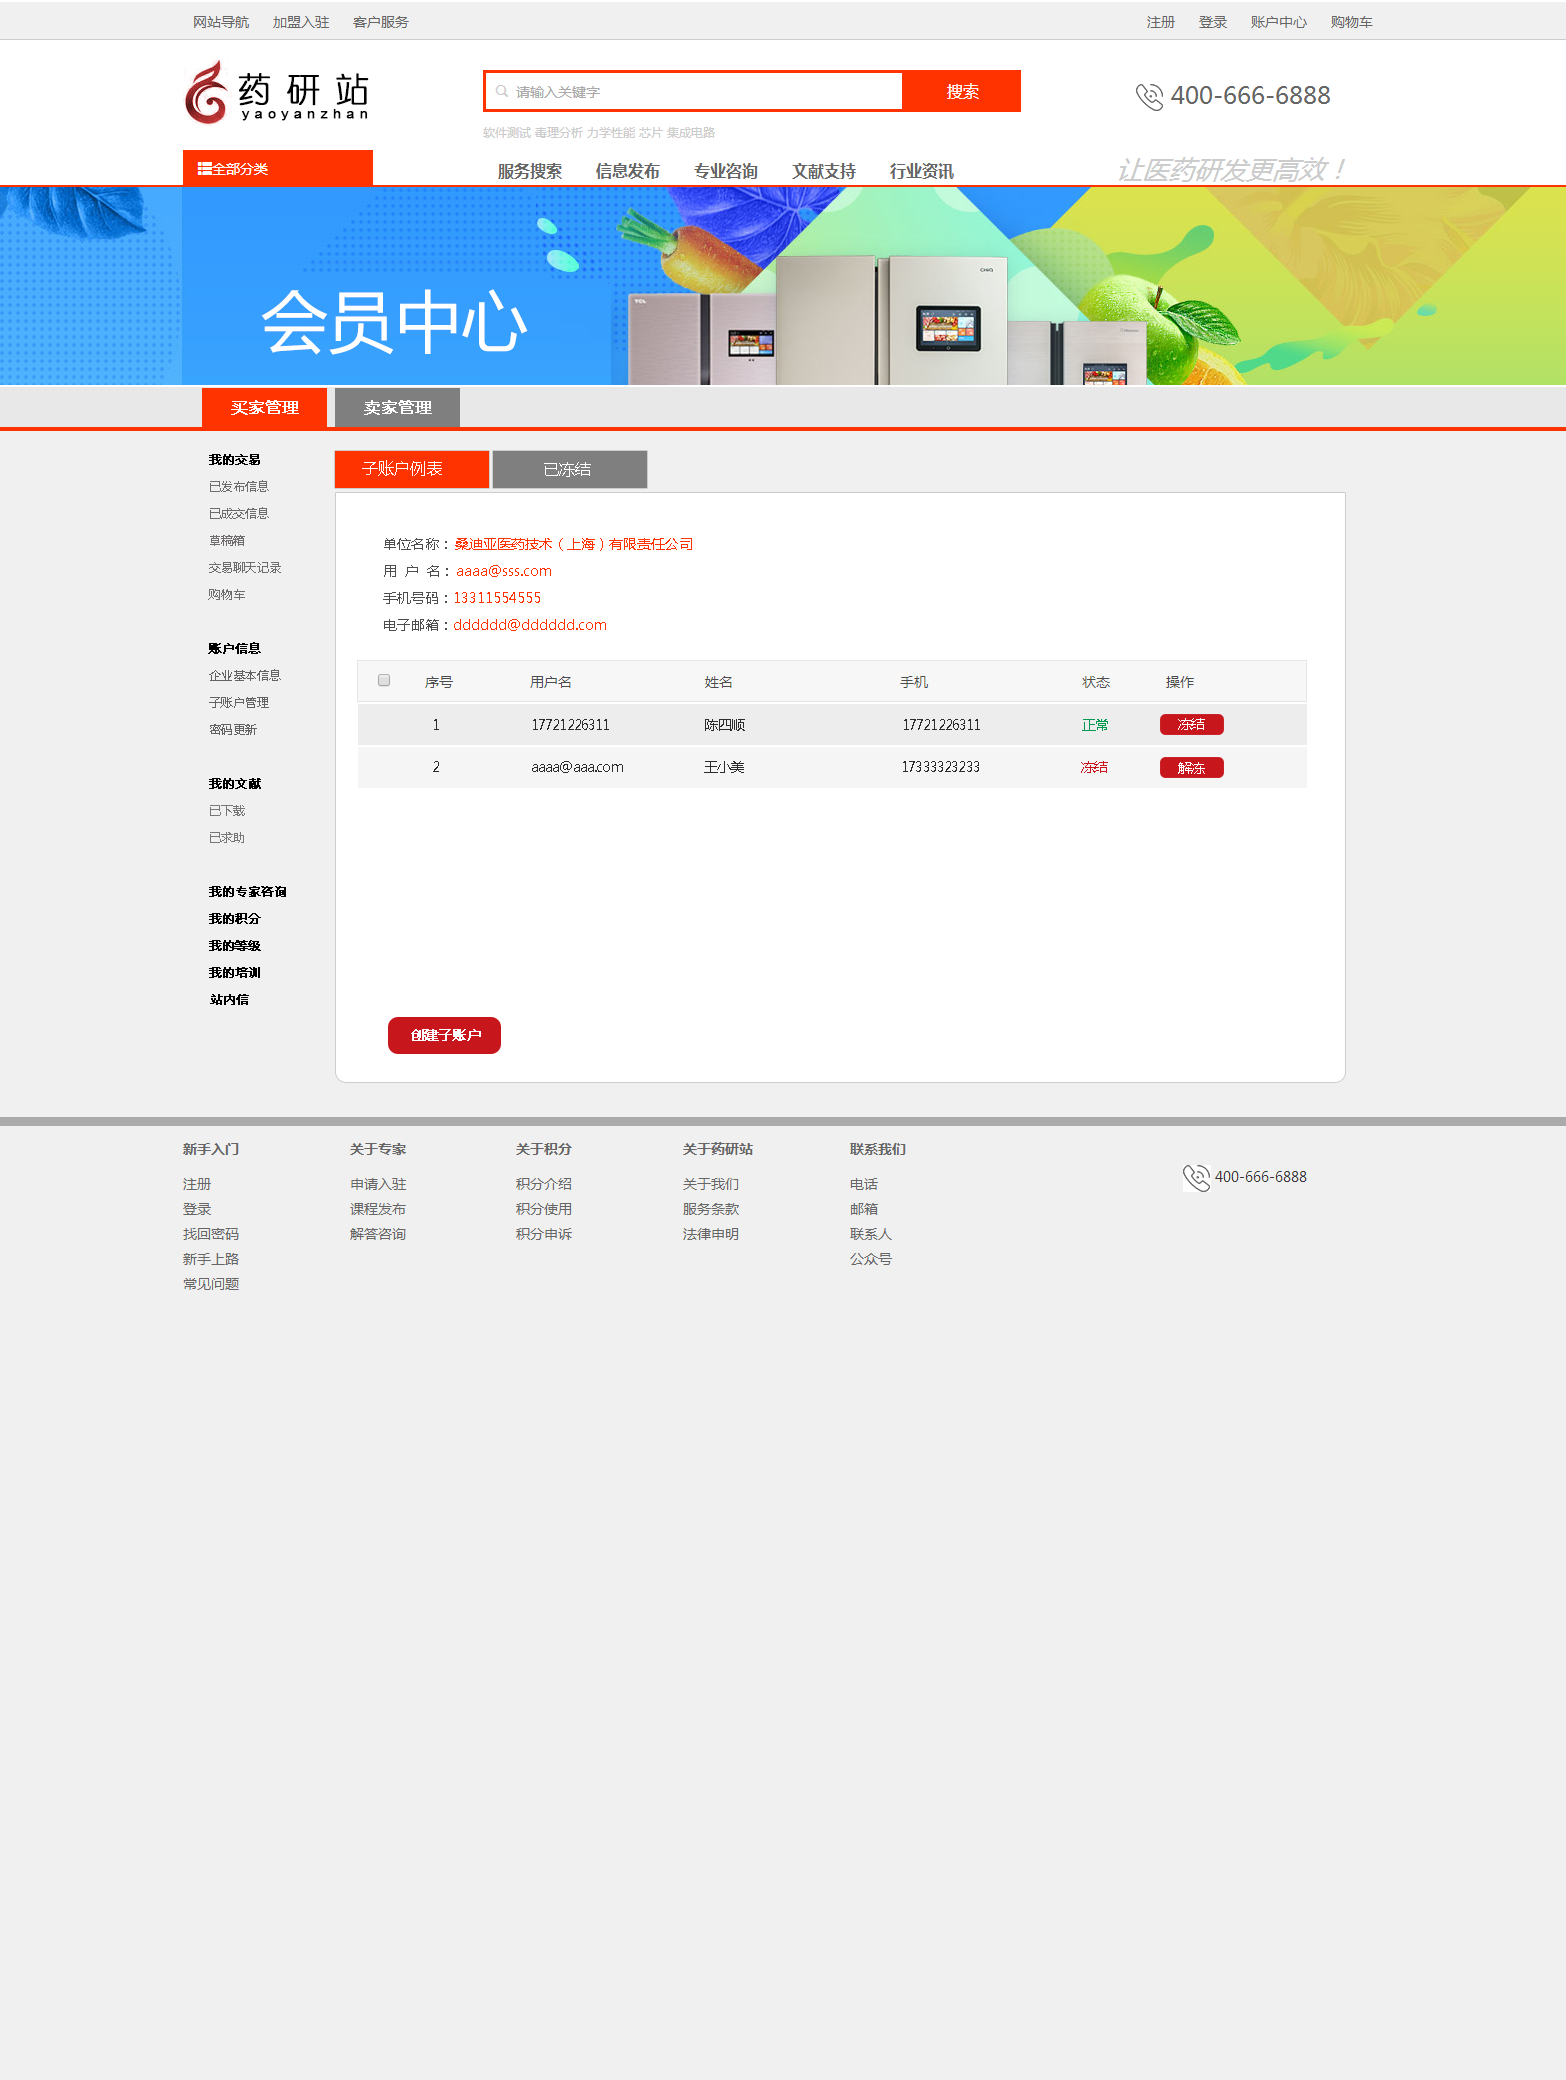 网站导航 加盟入驻 客户服务 注册 登录 账户中心 购物车
药研站
yaoyanzhan
请输入关键字 搜索
400-666-6888
软件测试 毒理分析 力学性能 芯片 集成电路
全部分类 服务搜索 信息发布 专业咨询 文献支持 行业资讯 让医药研发更高效！
会员中心
TCL
CHiQ
买家管理 卖家管理
我的交易
已发布信息
已成交信息
草稿箱
交易聊天记录
购物车
账户信息
企业基本信息
子账户管理
密码更新
我的文献
已下载
已求助
我的专家咨询
我的积分
我的等级
我的培训
站内信
子账户例表 已冻结
单位名称：桑迪亚医药技术（上海）有限责任公司
用 户 名：aaaa@sss.com
手机号码：13311554555
电子邮箱：dddddd@dddddd.com
序号 用户名 姓名 手机 状态 操作
1 17721226311 陈四顺 17721226311 正常 冻结
2 aaaa@aaa.com 王小美 17333323233 冻结 解冻
创建子账户
新手入门 关于专家 关于积分 关于药研站 联系我们
400-666-6888
注册 申请入驻 积分介绍 关于我们 电话
登录 课程发布 积分使用 服务条款 邮箱
找回密码 解答咨询 积分申诉 法律申明 联系人
新手上路 公众号
常见问题